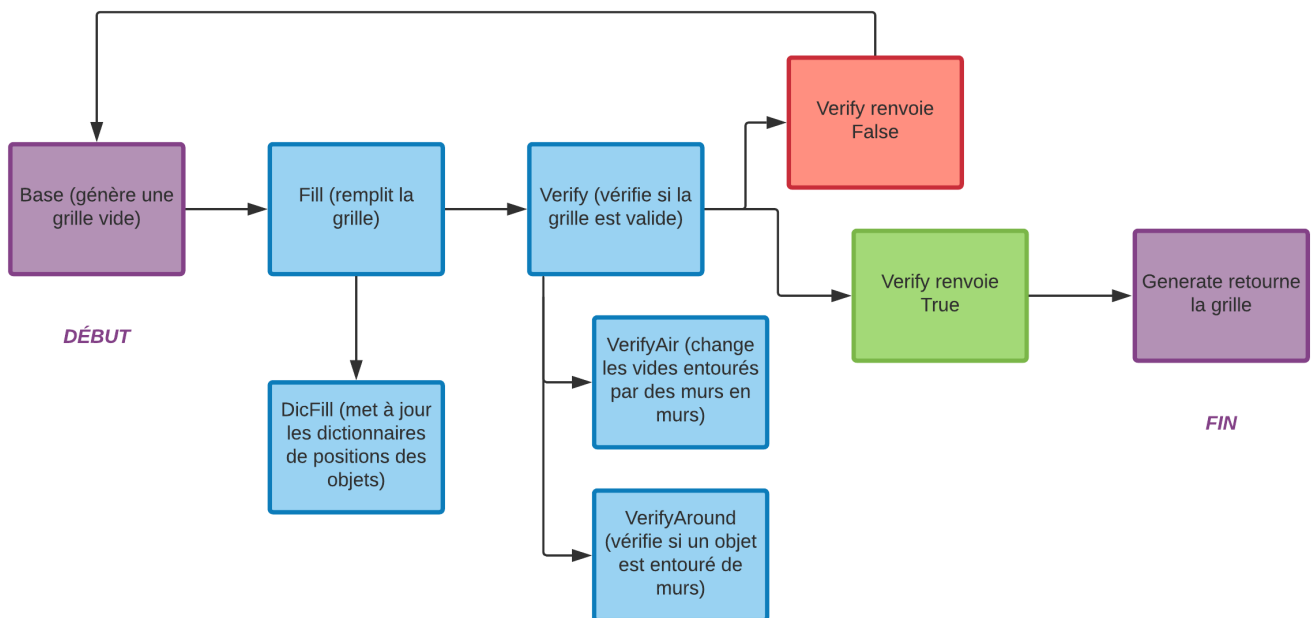 Verify renvoie
False
Base (génère une
grille vide)
Fill (remplit la
grille)
Verify (vérifie si la
grille est valide)
Verify renvoie
True
Generate retourne
la grille
DÉBUT
VerifyAir (change
les vides entourés
par des murs en
murs)
DicFill (met à jour
les dictionnaires
de positions des
objets)
FIN
VerifyAround
(vérifie si un objet
est entouré de
murs)